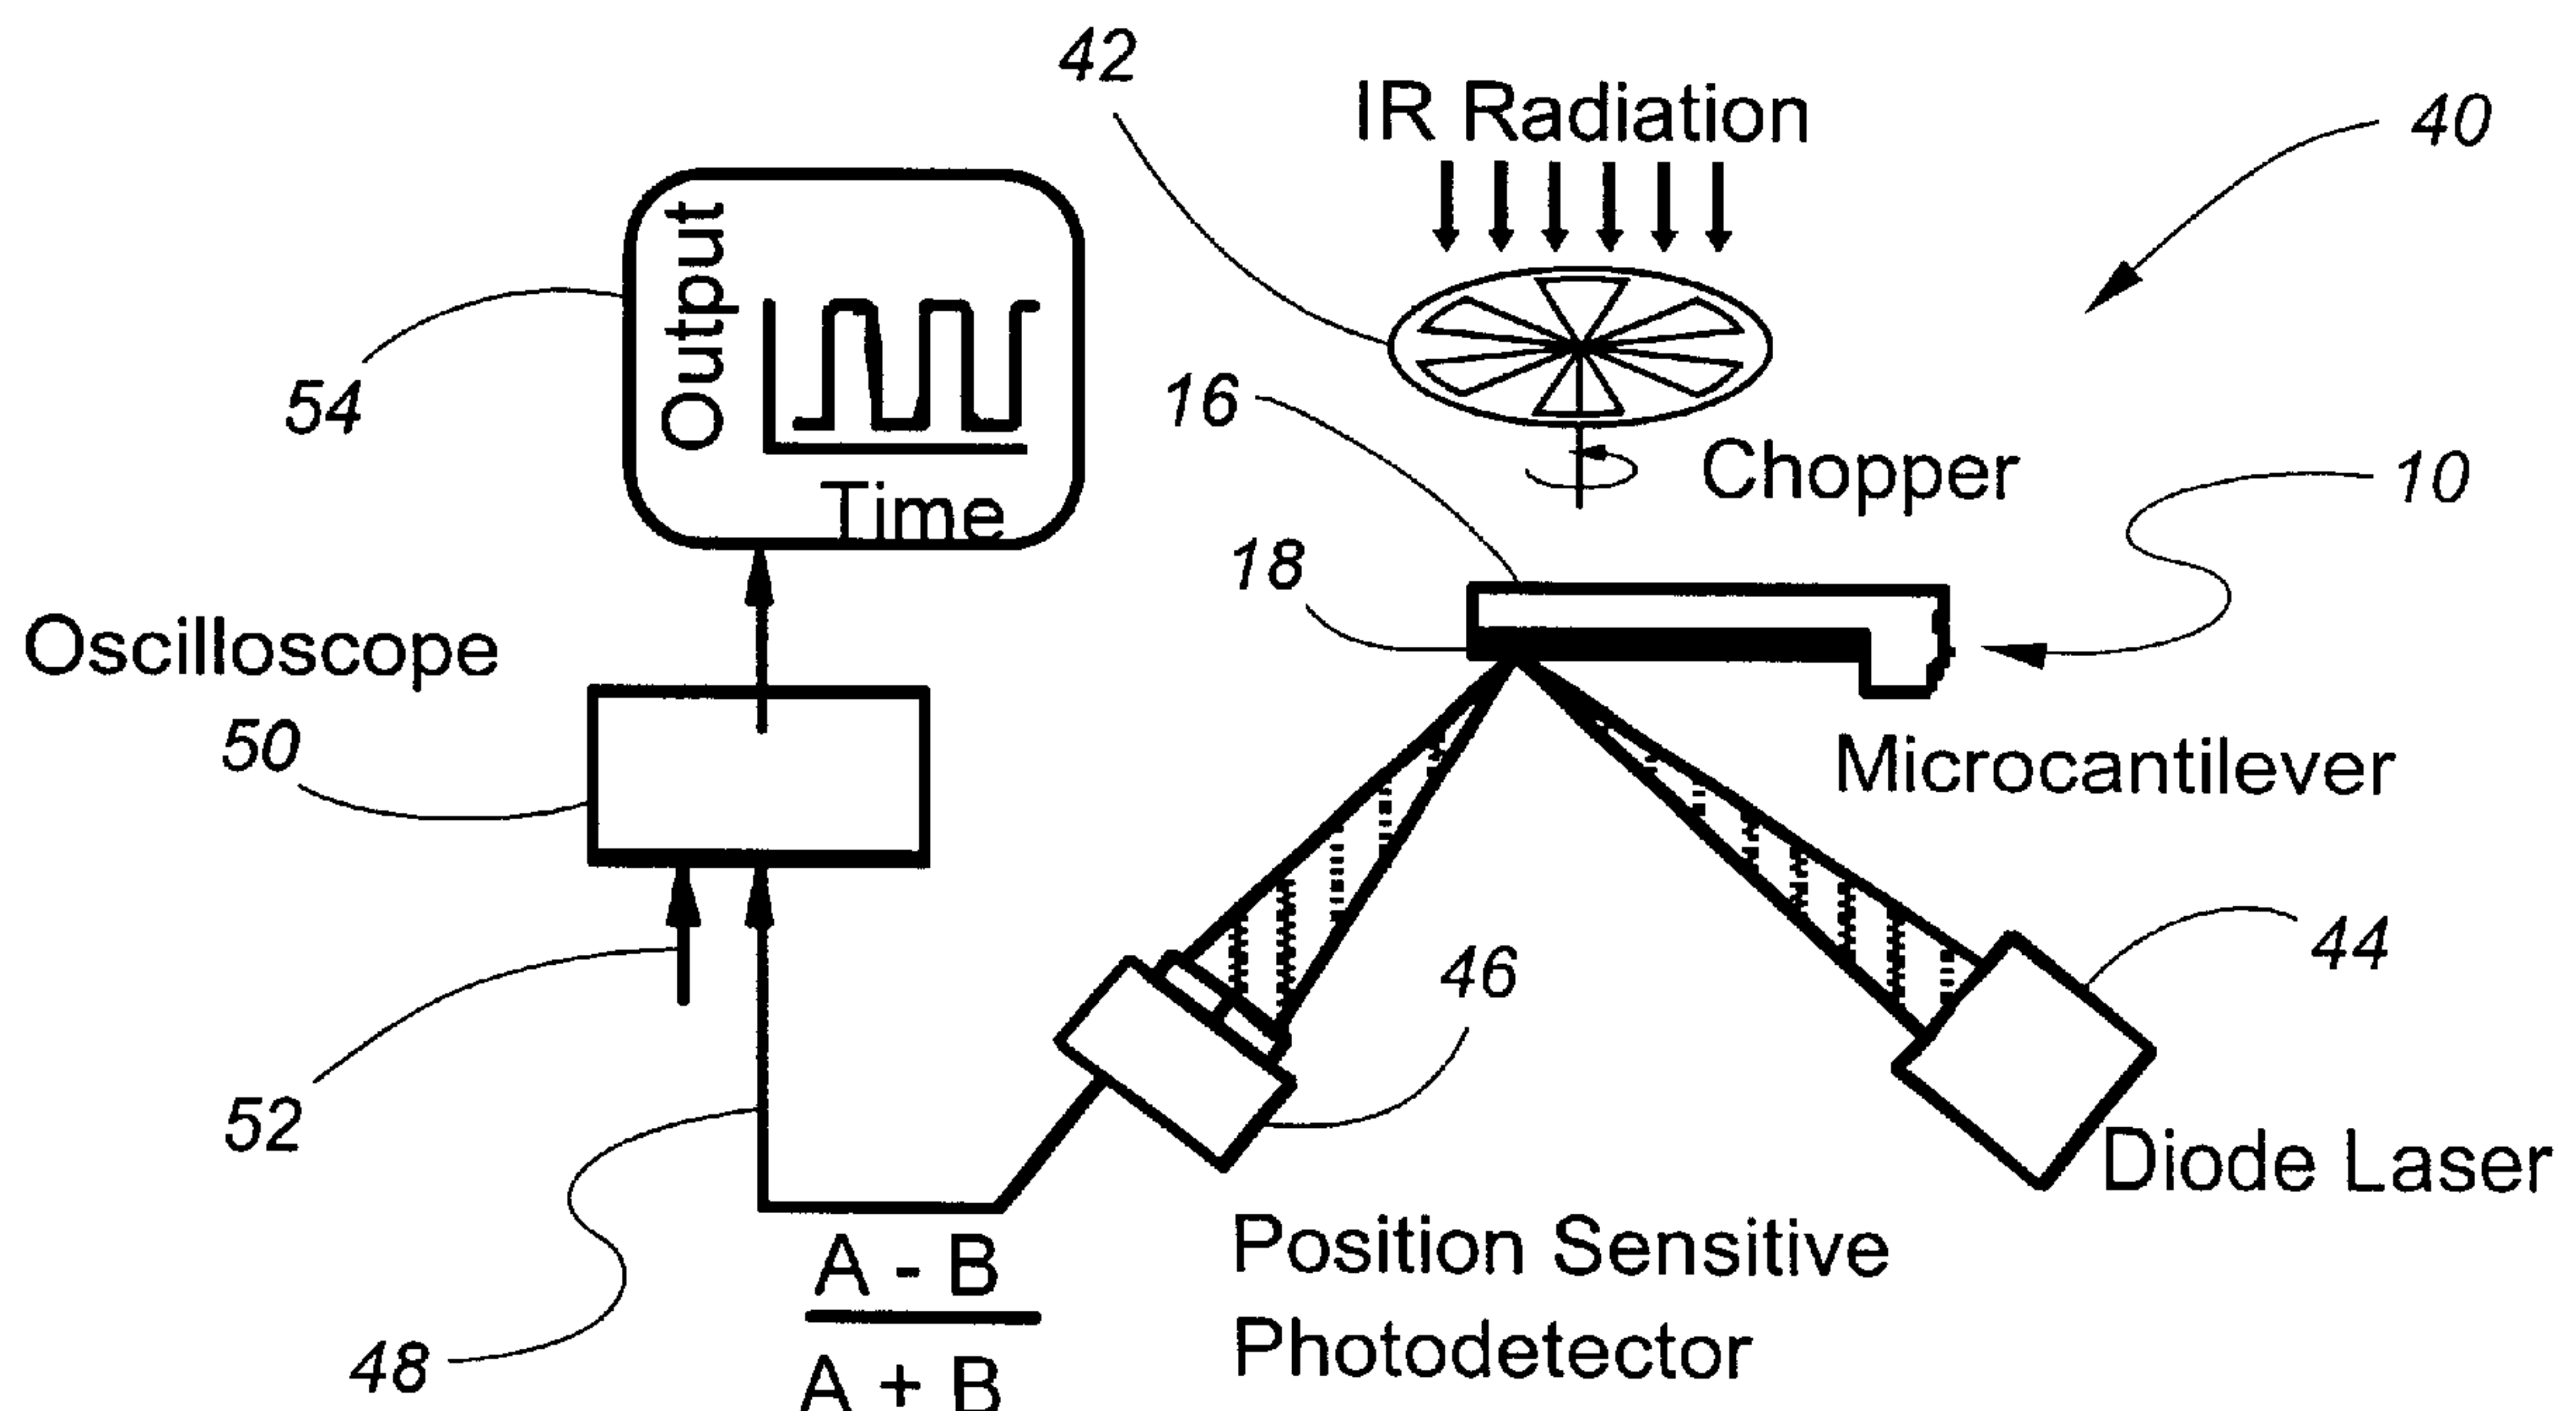 42
IR Radiation
40
Output
16
54
Chopper
10
Time
18
Oscilloscope
50
Microcantilever
44
46
52
Diode Laser
Position Sensitive
A - B
Photodetector
48
A + B